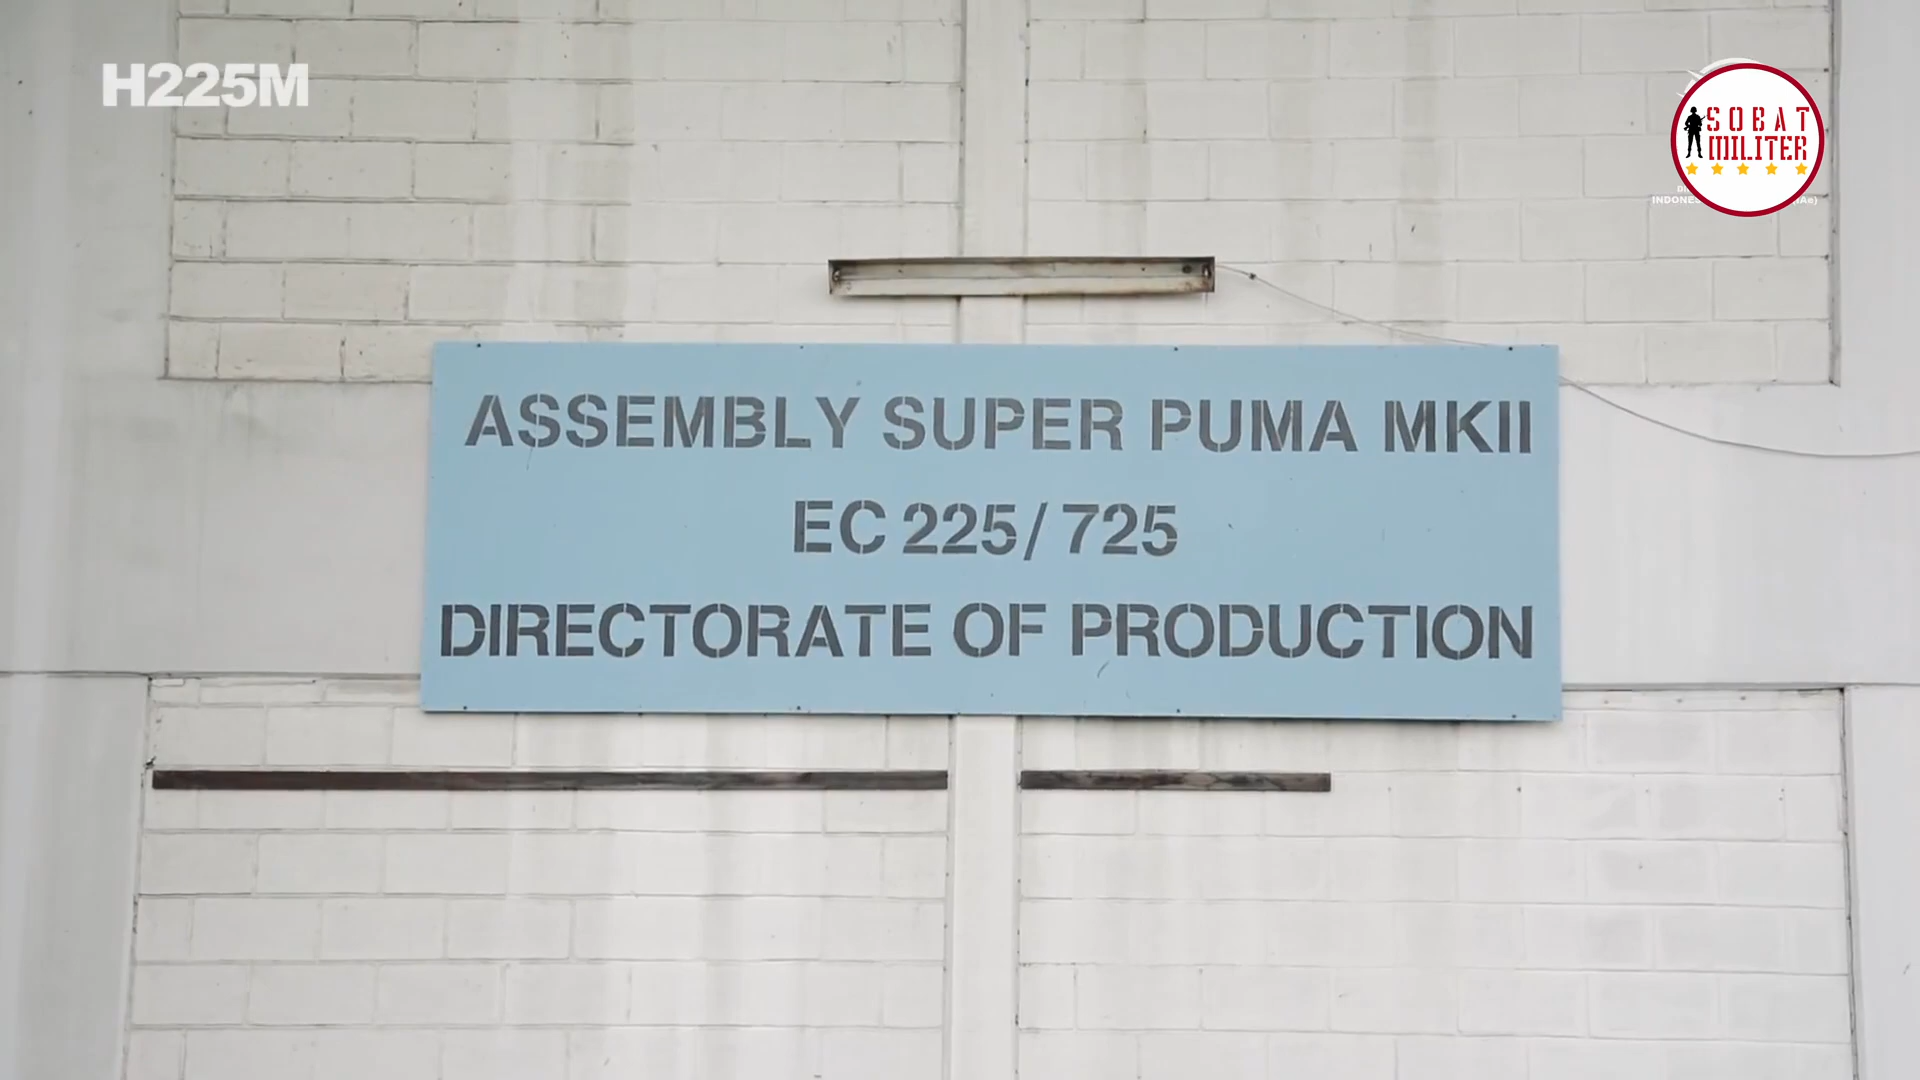 H225M
SOBAT
MILITER
ASSEMBLY SUPER PUMA MKII
EC 225/725
DIRECTORATE OF PRODUCTION